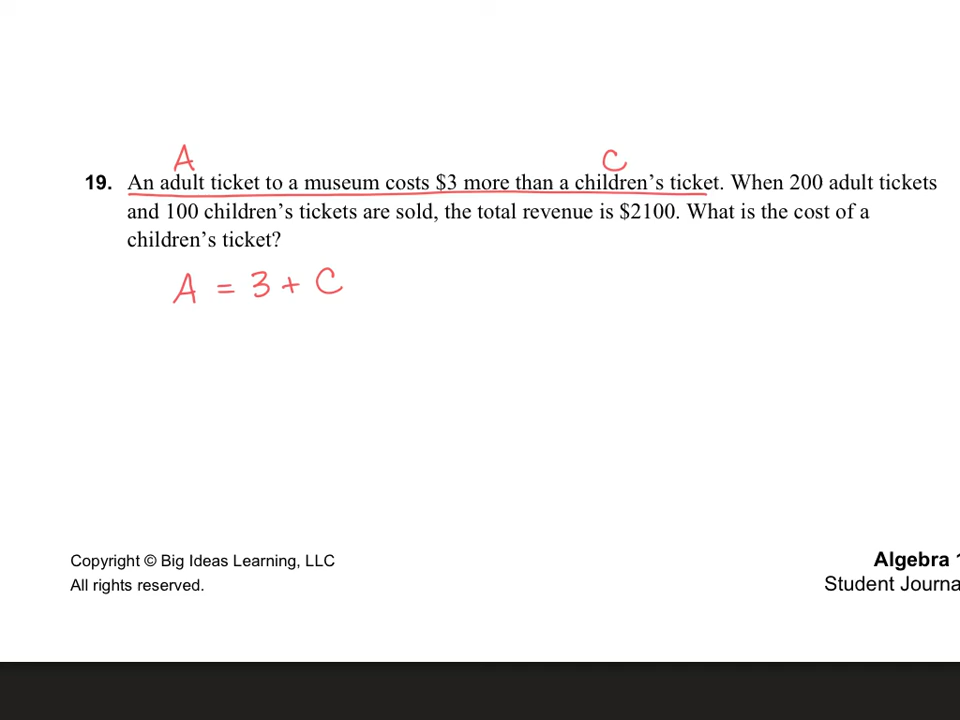 A C
19. An adult ticket to a museum costs $3 more than a children's ticket. When 200 adult tickets
and 100 children's tickets are sold, the total revenue is $2100. What is the cost of a
children's ticket?
A = 3 + C
Copyright © Big Ideas Learning, LLC Algebra 1
All rights reserved. Student Journa